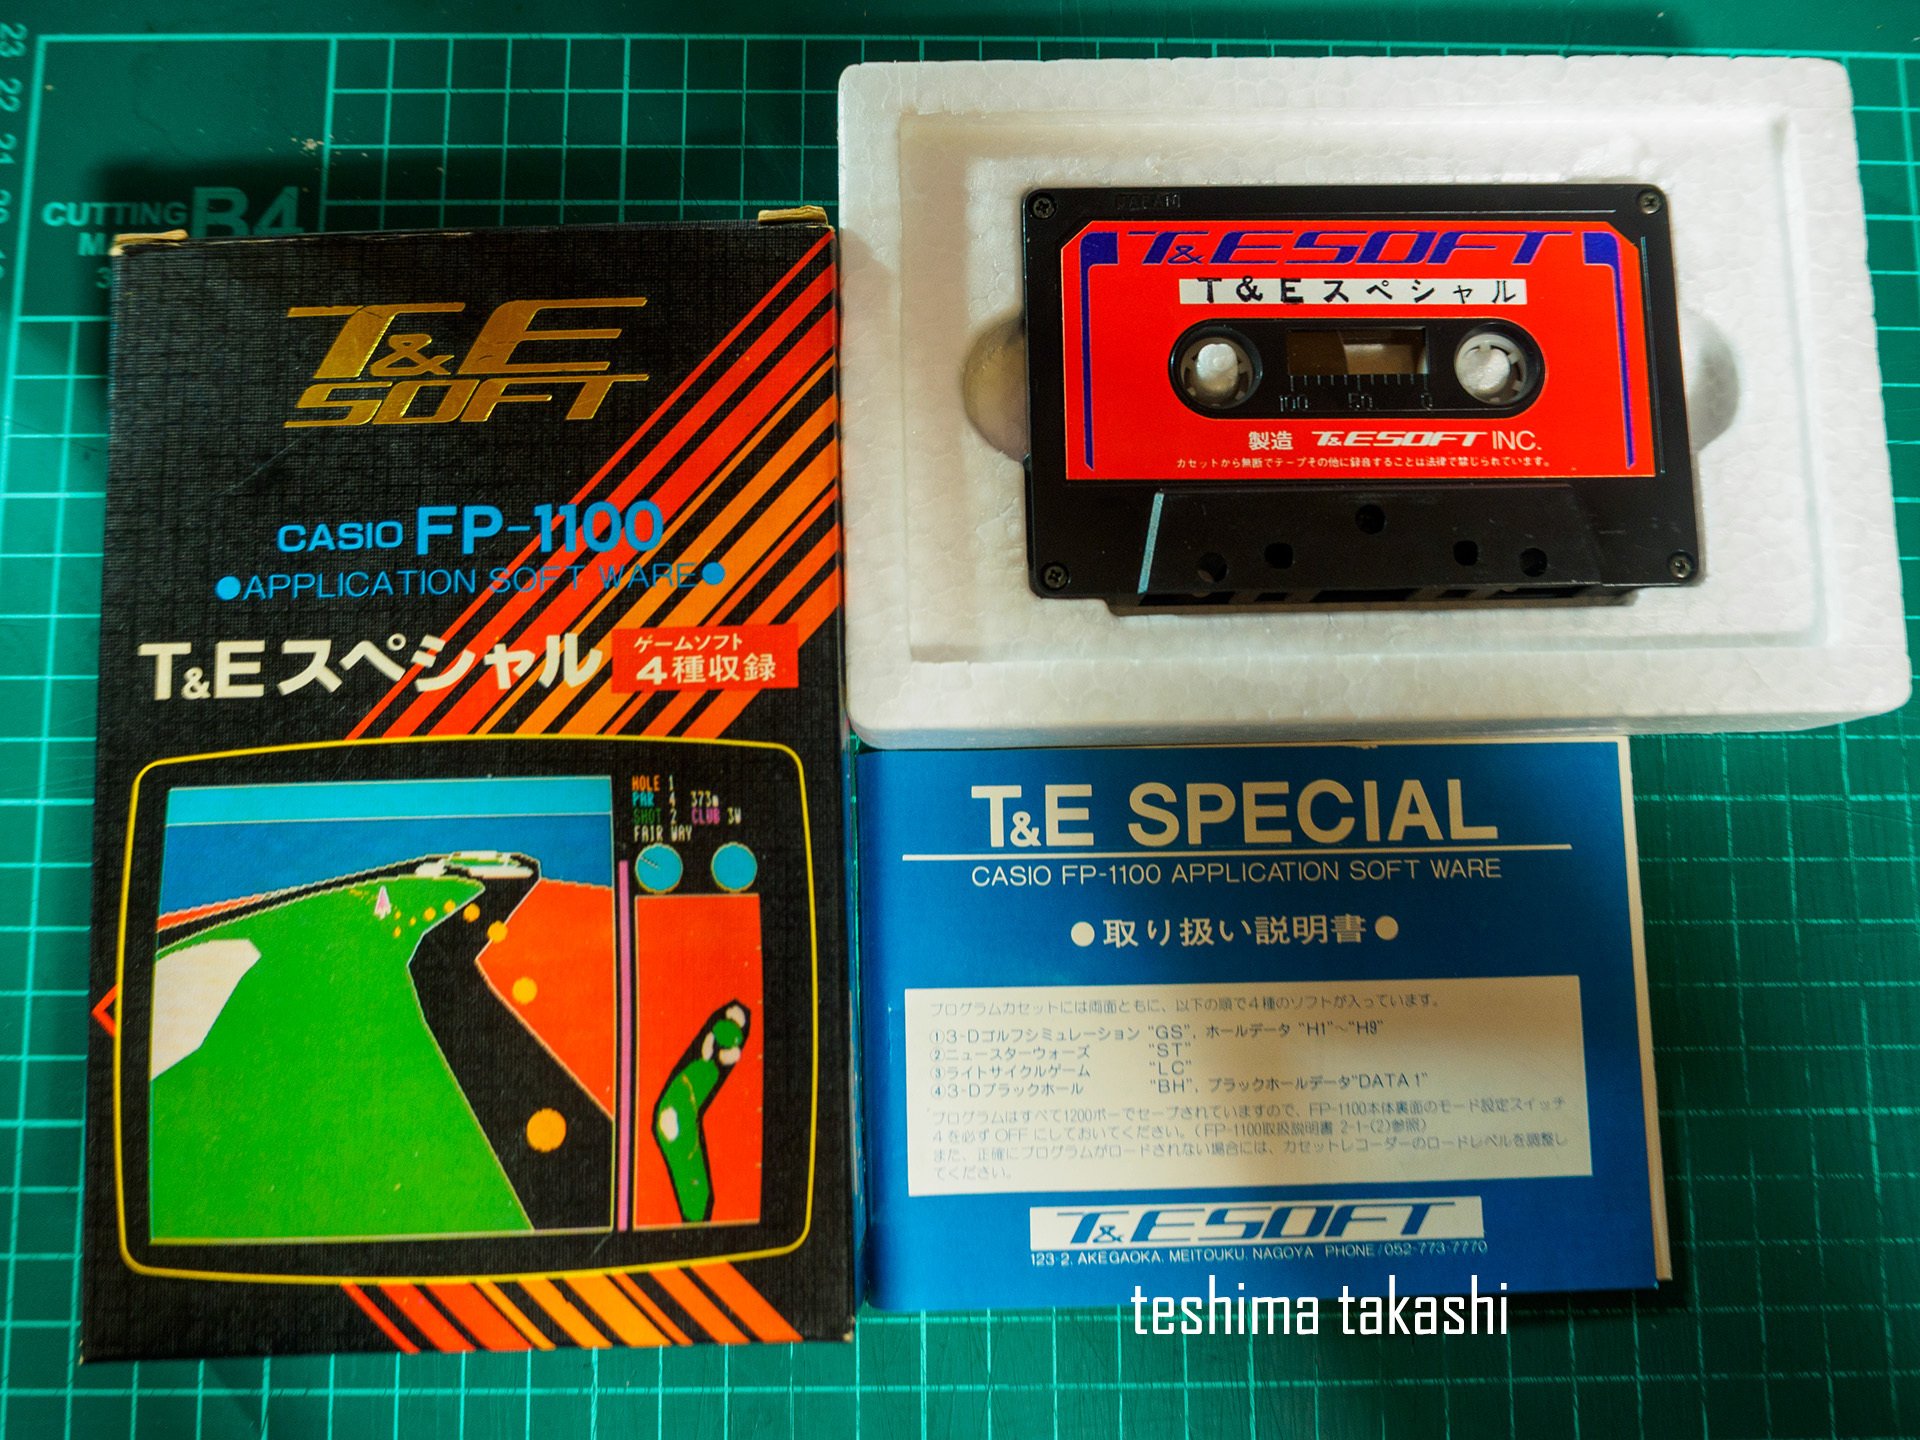 23
22
21
CUTTING B4
T&E
SOFT
CASIO FP-1100
●APPLICATION SOFT WARE●
T&Eスペシャル
ゲームソフト
4種収録
HOLE 1
PAR 4 373m
SHOT 2 CLUB 3W
FAIR WAY
T&ESOFT
T&Eスペシャル
100 50 0
製造 T&ESOFT INC.
カセットから無断でテープその他に録音することは法律で禁じられています。
T&E SPECIAL
CASIO FP-1100 APPLICATION SOFT WARE
●取り扱い説明書●
プログラムカセットには両面ともに、以下の順で4種のソフトが入っています。
①3-Dゴルフシミュレーション "GS", ホールデータ "H1"~"H9"
②ニュースターウォーズ "ST"
③ライトサイクルゲーム "LC"
④3-Dブラックホール "BH", ブラックホールデータ"DATA1"
プログラムはすべて1200ボーでセーブされていますので、FP-1100本体裏面のモード設定スイッチ
4を必ずOFFにしておいてください。(FP-1100取扱説明書 2-1-(2)参照)
また、正確にプログラムがロードされない場合には、カセットレコーダーのロードレベルを調整し
てください。
T&ESOFT
123-2, AKEGAOKA, MEITOUKU, NAGOYA PHONE/052-773-7770
teshima takashi